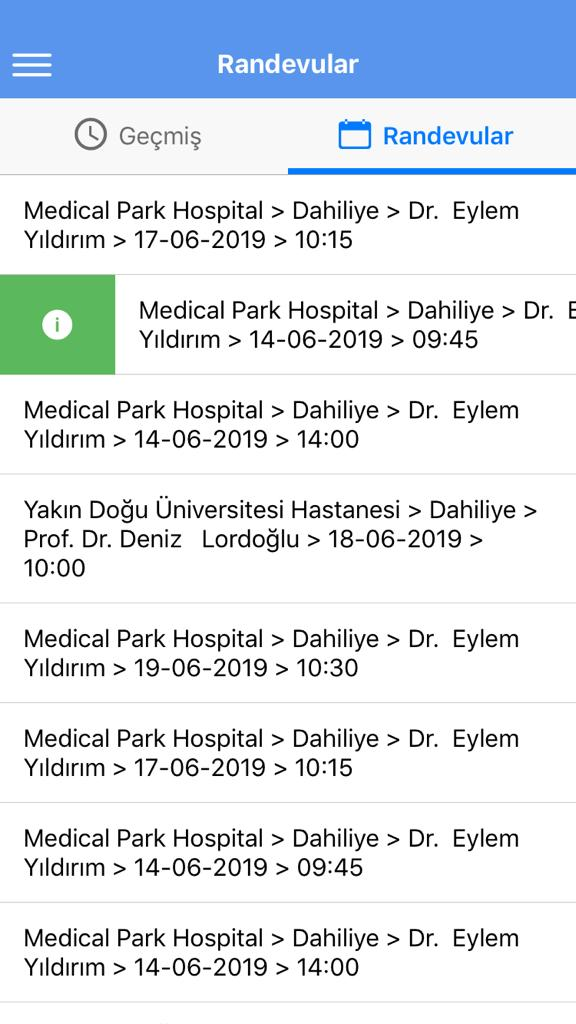 Randevular
Geçmiş
Randevular
Medical Park Hospital > Dahiliye > Dr.  Eylem
Yıldırım > 17-06-2019 > 10:15
Medical Park Hospital > Dahiliye > Dr.
Yıldırım > 14-06-2019 > 09:45
Medical Park Hospital > Dahiliye > Dr.  Eylem
Yıldırım > 14-06-2019 > 14:00
Yakın Doğu Üniversitesi Hastanesi > Dahiliye >
Prof. Dr. Deniz   Lordoğlu > 18-06-2019 >
10:00
Medical Park Hospital > Dahiliye > Dr.  Eylem
Yıldırım > 19-06-2019 > 10:30
Medical Park Hospital > Dahiliye > Dr.  Eylem
Yıldırım > 17-06-2019 > 10:15
Medical Park Hospital > Dahiliye > Dr.  Eylem
Yıldırım > 14-06-2019 > 09:45
Medical Park Hospital > Dahiliye > Dr.  Eylem
Yıldırım > 14-06-2019 > 14:00